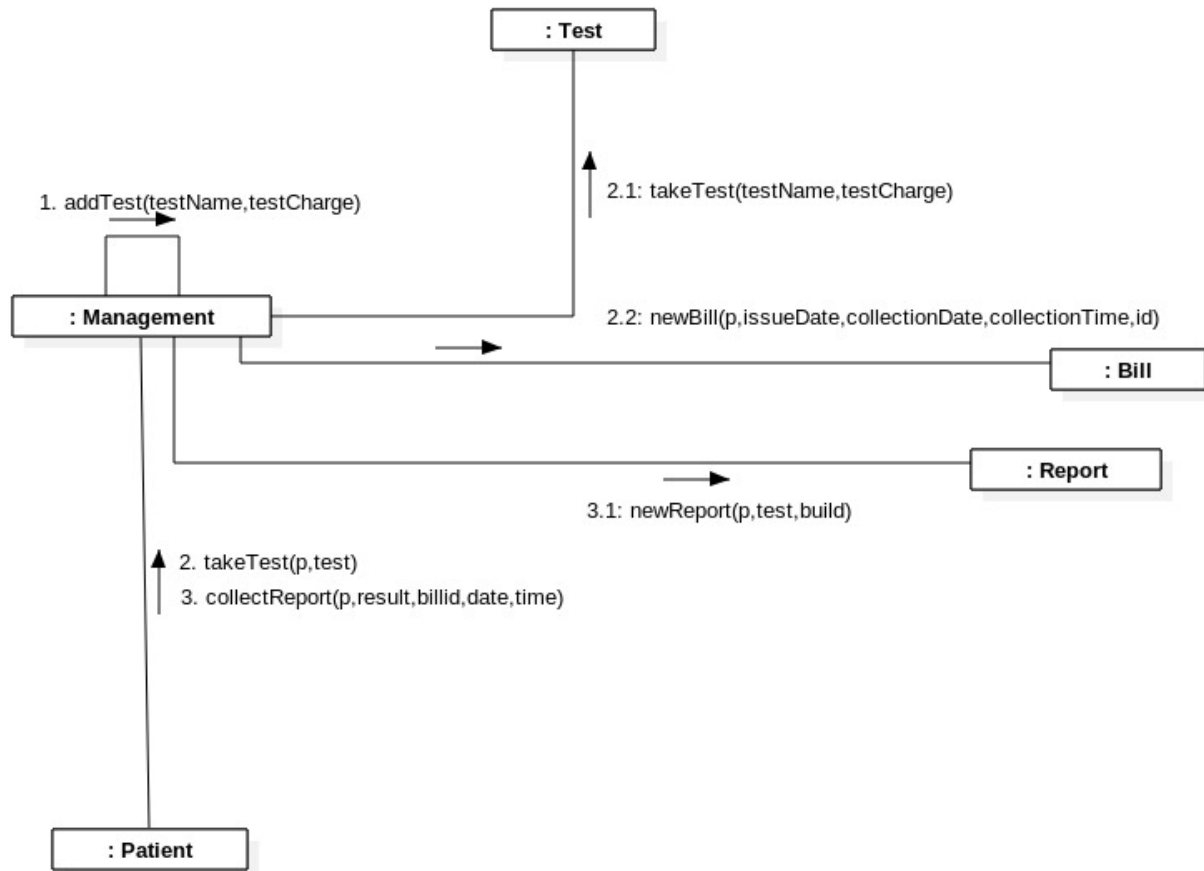 : Test
2.1: takeTest(testName,testCharge)
1. addTest(testName,testCharge)
: Management
2.2: newBill(p,issueDate,collectionDate,collectionTime,id)
: Bill
: Report
3.1: newReport(p,test,build)
2. takeTest(p,test)
3. collectReport(p,result,billid,date,time)
: Patient